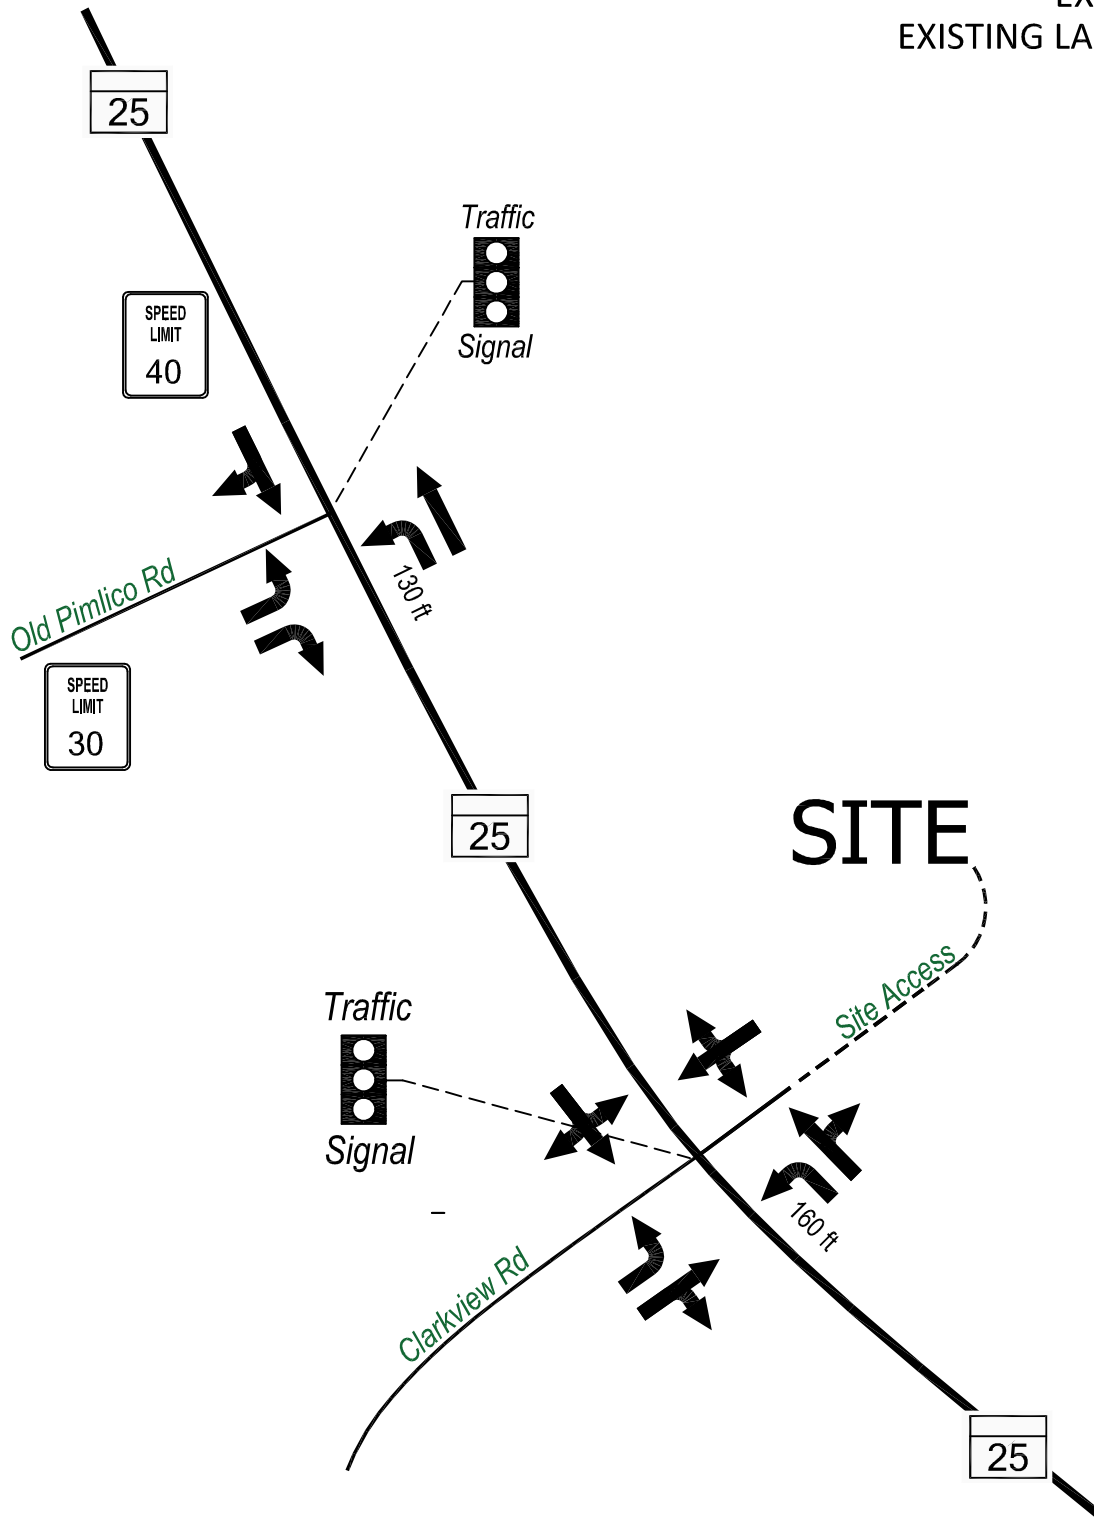 EXISTING LA
25
Traffic
Signal
SPEED
LIMIT
40
130 ft
Old Pimlico Rd
SPEED
LIMIT
30
25
SITE
Site Access
Traffic
Signal
160 ft
Clarkview Rd
25